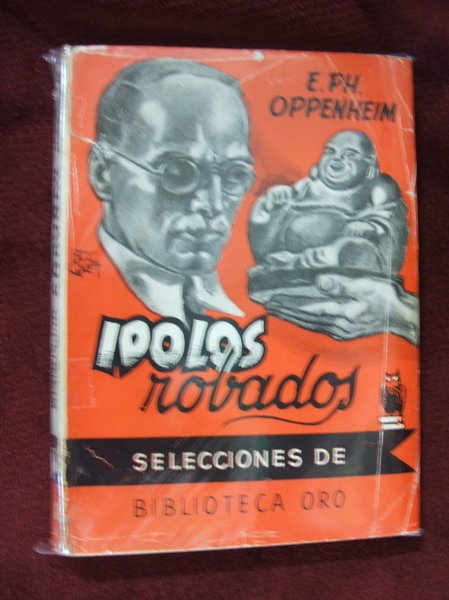 E. PH.
OPPENHEIM
IDOLOS
robados
SELECCIONES DE
BIBLIOTECA ORO